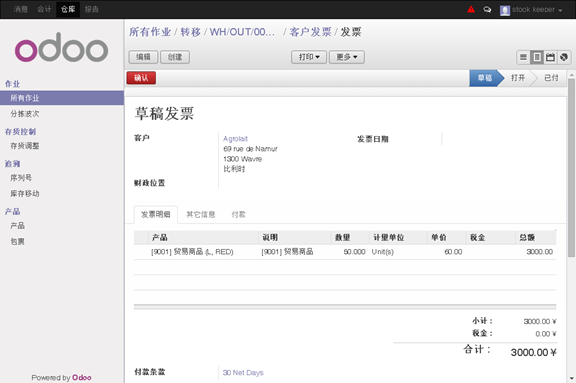 消息 会计 仓库 报告 stook keeper
odoo
所有作业 / 转移 / WH/OUT/00... / 客户发票 / 发票
编辑 创建 打印 更多
作业
所有作业
分拣波次
存质控制
存货调整
追溯
序列号
库存移动
产品
产品
包裹
Powered by Odoo
确认 草稿 打开 已付
草稿发票
客户 Agrolait 发票日期
69 rue de Namur
1300 Wavre
比利时
财政位置
发票明细 其它信息 付款
产品 说明 数量 计量单位 单价 税金 总额
[9001] 贸易商品 (L, RED) [9001] 贸易商品 50.000 Unit(s) 60.00 3000.00
小计 : 3000.00 ¥
税金 : 0.00 ¥
合计 : 3000.00 ¥
付款条款 30 Net Days